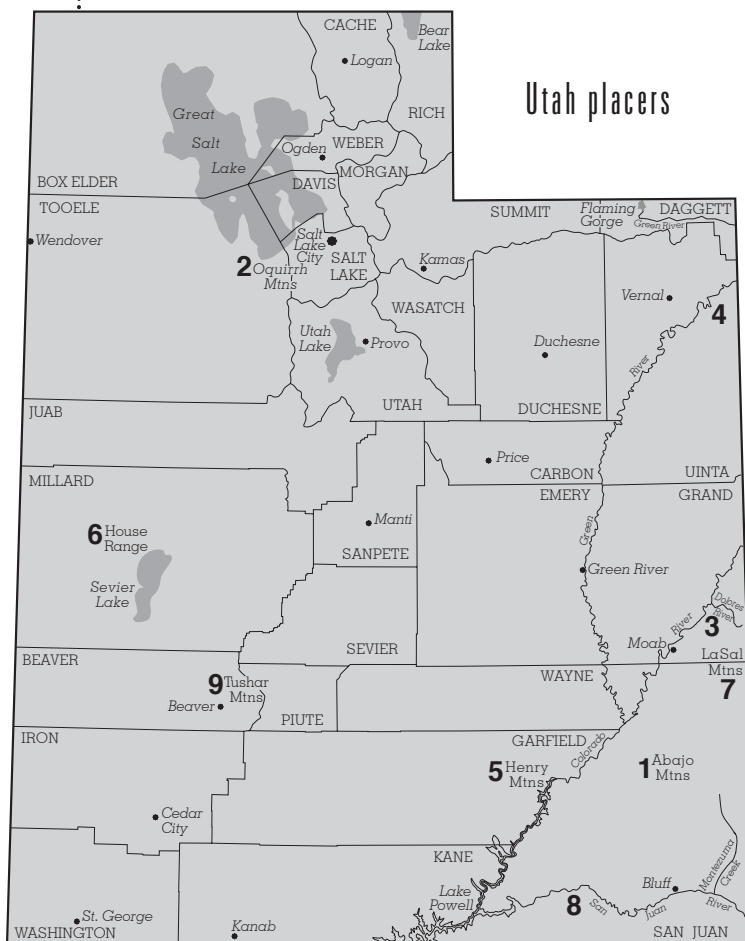 Utah placers
CACHE
Bear
Lake
Logan
RICH
Great
Salt
Lake
Ogden
WEBER
MORGAN
DAVIS
BOX ELDER
TOOELE
Wendover
SUMMIT
Flaming
Gorge
DAGGETT
Green River
Salt
Lake
City
SALT
LAKE
2 Oquirrh
Mtns
Kamas
WASATCH
Vernal
4
Utah
Lake
Provo
Duchesne
River
JUAB
UTAH
DUCHESNE
MILLARD
Price
CARBON
UINTA
EMERY
GRAND
6 House
Range
Manti
Green
SANPETE
Sevier
Lake
Green River
Dobres
River
River
3
Moab
SEVIER
LaSal
Mtns
7
BEAVER
WAYNE
9 Tushar
Mtns
Beaver
PIUTE
IRON
GARFIELD
Colorado
5 Henry
Mtns
1 Abajo
Mtns
Cedar
City
KANE
Montezuma
Creek
Lake
Powell
Bluff
8
San
Juan
River
St. George
WASHINGTON
Kanab
SAN JUAN